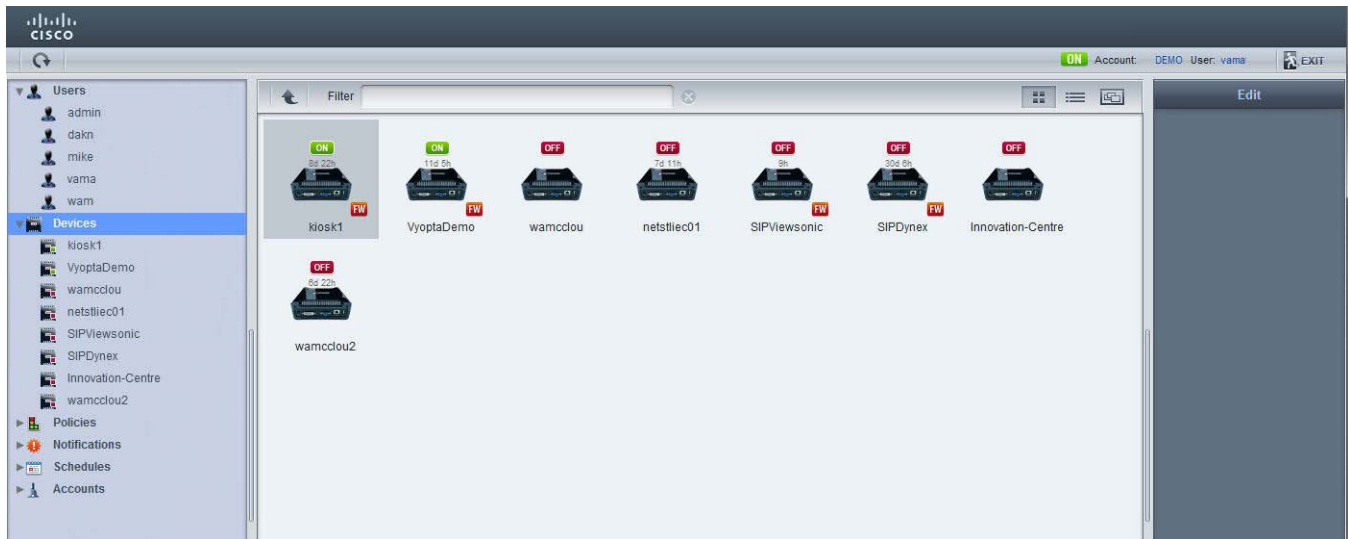 CISCO
ON Account: DEMO User: vama EXIT
Users
admin
dakn
mike
vama
wam
Devices
kiosk1
VyoptaDemo
wamcclou
netstliec01
SIPViewsonic
SIPDynex
Innovation-Centre
wamcclou2
Policies
Notifications
Schedules
Accounts
Filter
ON
8d 22h
FW
kiosk1
ON
11d 5h
FW
VyoptaDemo
OFF
wamcclou
OFF
7d 11h
netstliec01
OFF
9h
FW
SIPViewsonic
OFF
30d 6h
FW
SIPDynex
OFF
Innovation-Centre
OFF
6d 22h
wamcclou2
Edit